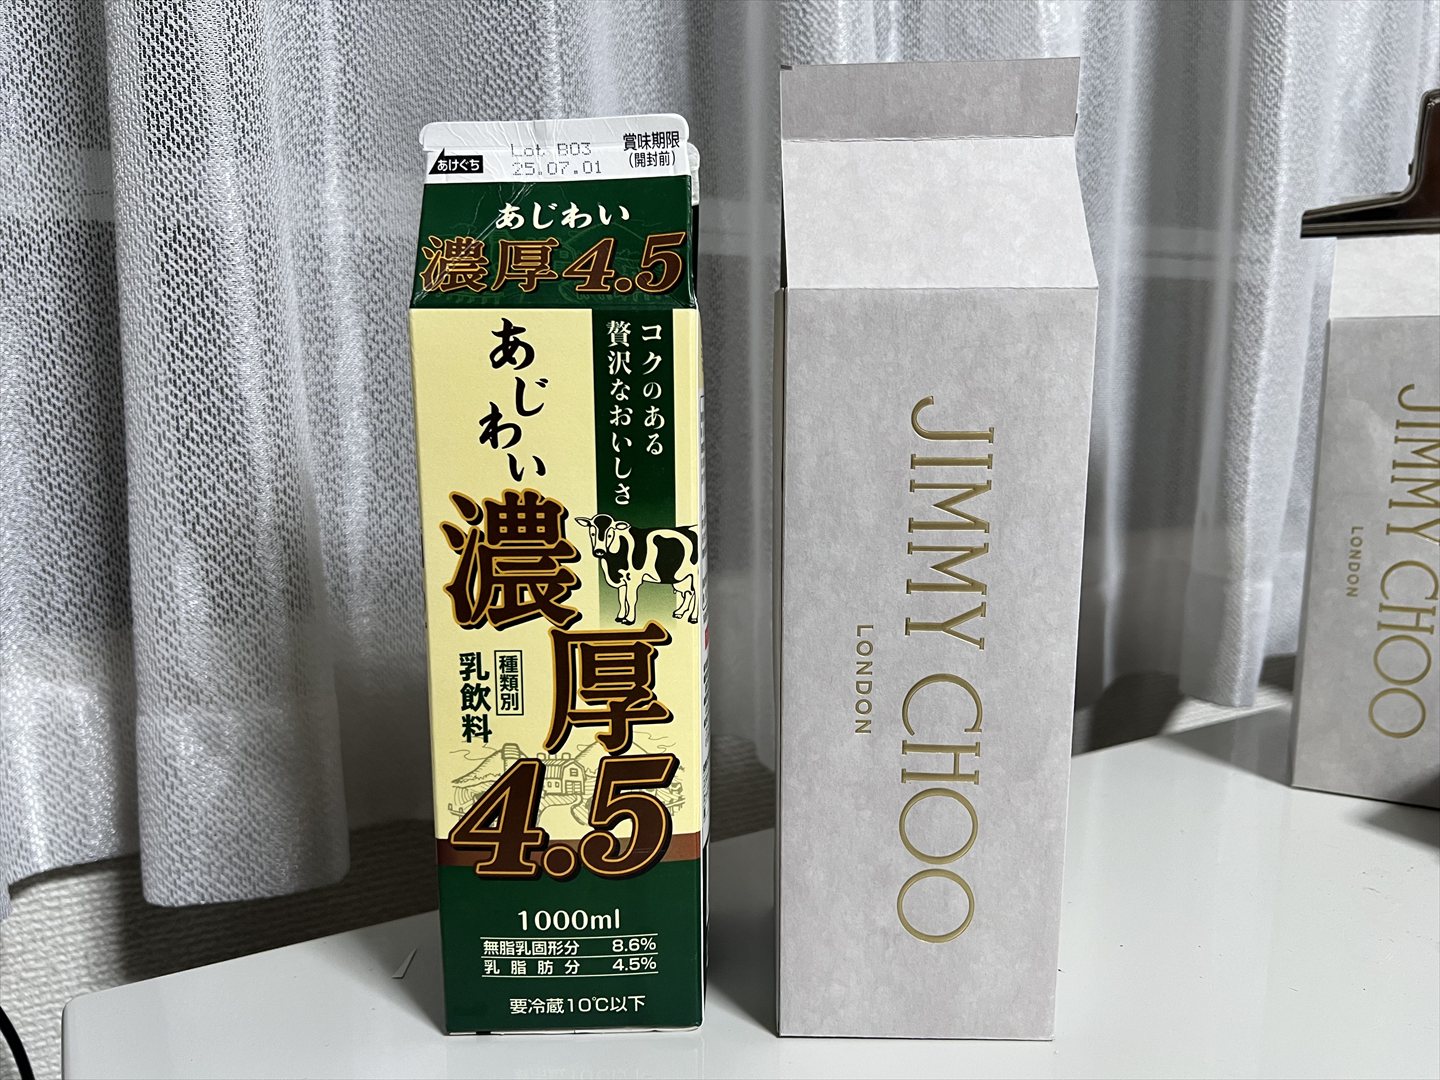 あけぐち
Lot B03
25.07.01
賞味期限
(開封前)
あじわい
濃厚4.5
コクのある
贅沢なおいしさ
あじわい
濃厚
4.5
種類別
乳飲料
1000ml
無脂乳固形分 8.6%
乳脂肪分 4.5%
要冷蔵10℃以下
JIMMY CHOO
LONDON
JIMMY CHOO
LONDON